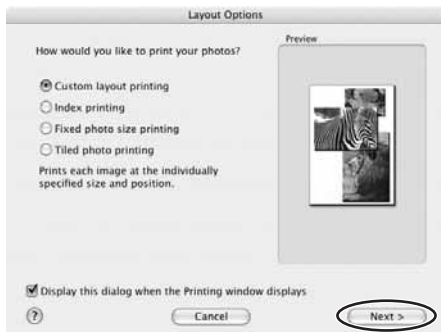 Layout Options
How would you like to print your photos?
Preview
Custom layout printing
Index printing
Fixed photo size printing
Tiled photo printing
Prints each image at the individually
specified size and position.
Display this dialog when the Printing window displays
?
Cancel
Next >